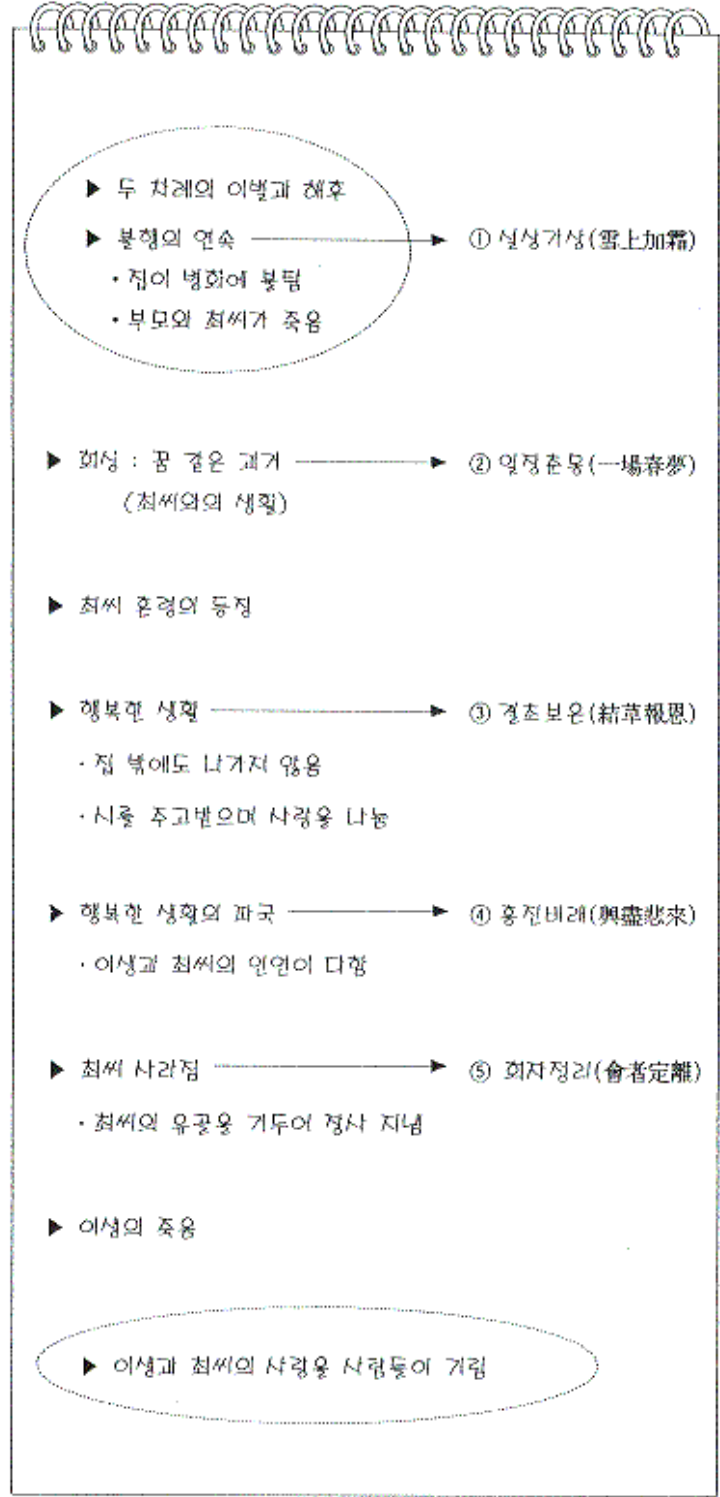 ▶ 두 차례의 이별과 해후
▶ 불행의 연속 → ① 설상가상(雪上加霜)
· 집이 병화에 불탐
· 부모와 최씨가 죽음
▶ 회상 : 꿈 같은 과거 → ② 일장춘몽(一場春夢)
(최씨와의 생활)
▶ 최씨 혼령의 등장
▶ 행복한 생활 → ③ 결초보은(結草報恩)
· 집 밖에도 나가지 않음
· 시를 주고받으며 사랑을 나눔
▶ 행복한 생활의 파국 → ④ 흥진비래(興盡悲來)
· 이생과 최씨의 인연이 다함
▶ 최씨 사라짐 → ⑤ 회자정리(會者定離)
· 최씨의 유골을 거두어 장사 지냄
▶ 이생의 죽음
▶ 이생과 최씨의 사랑을 사람들이 기림